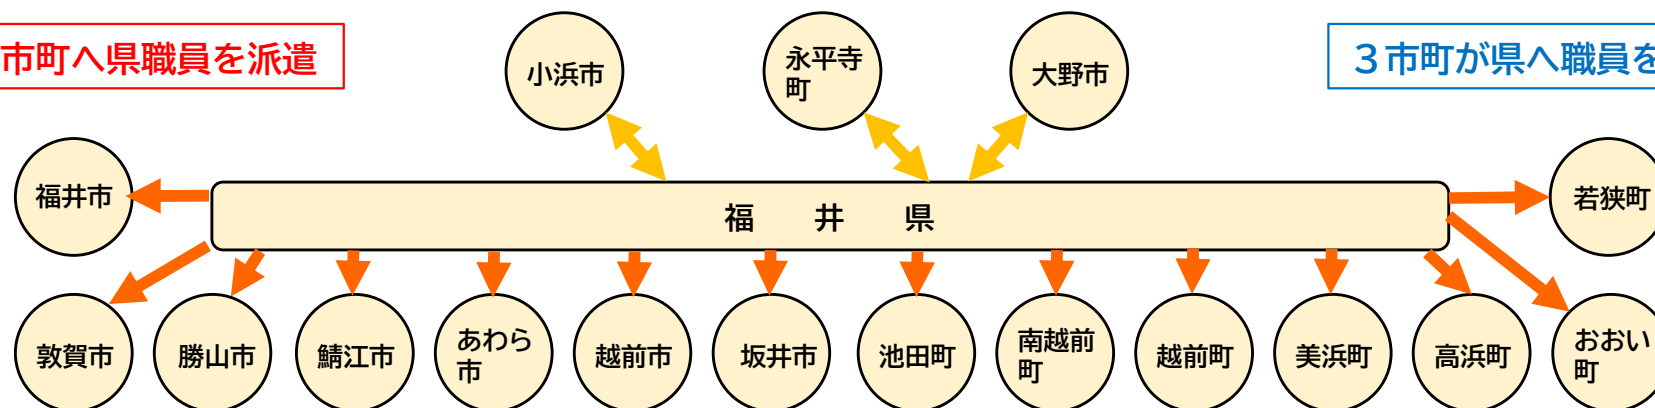 市町へ県職員を派遣
小浜市
永平寺
町
大野市
3市町が県へ職員を
福井市
福井県
若狭町
敦賀市
勝山市
鯖江市
あわら
市
越前市
坂井市
池田町
南越前
町
越前町
美浜町
高浜町
おおい
町